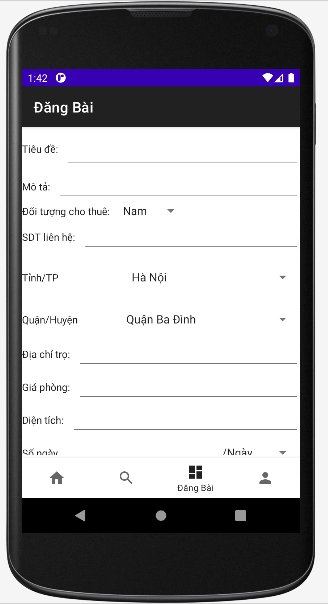 1:42
Đăng Bài
Tiêu đề:
Mô tả:
Đối tượng cho thuê: Nam
SDT liên hệ:
Tỉnh/TP Hà Nội
Quận/Huyện Quận Ba Đình
Địa chỉ trọ:
Giá phòng:
Diện tích:
Số ngày /Ngày
Đăng Bài